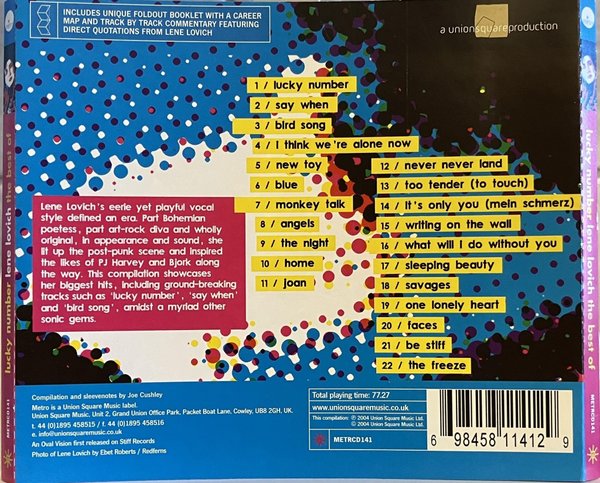 INCLUDES UNIQUE FOLDOUT BOOKLET WITH A CAREER
MAP AND TRACK BY TRACK COMMENTARY FEATURING
DIRECT QUOTATIONS FROM LENE LOVICH
a unionsquareproduction
1 / lucky number
2 / say when
3 / bird song
4 / i think we're alone now
5 / new toy
6 / blue
7 / monkey talk
8 / angels
9 / the night
10 / home
11 / joan
12 / never never land
13 / too tender (to touch)
14 / it's only you (mein schmerz)
15 / writing on the wall
16 / what will i do without you
17 / sleeping beauty
18 / savages
19 / one lonely heart
20 / faces
21 / be stiff
22 / the freeze
Lene Lovich's eerie yet playful vocal
style defined an era. Part Bohemian
poetess, part art-rock diva and wholly
original, in appearance and sound, she
lit up the post-punk scene and inspired
the likes of PJ Harvey and Bjork along
the way. This compilation showcases
her biggest hits, including ground-breaking
tracks such as 'lucky number', 'say when'
and 'bird song', amidst a myriad other
sonic gems.
Compilation and sleevenotes by Joe Cushley
Metro is a Union Square Music label.
Union Square Music, Unit 2, Grand Union Office Park, Packet Boat Lane, Cowley, UB8 2GH, UK.
t. 44 (0)1895 458515 / f. 44 (0)1895 458516
e. info@unionsquaremusic.co.uk
An Oval Vision first released on Stiff Records
Photo of Lene Lovich by Ebet Roberts / Redferns
Total playing time: 77.27
www.unionsquaremusic.co.uk
This compilation: ℗ 2004 Union Square Music Ltd.
© 2004 Union Square Music Ltd.
METRCD141
6 98458 11412 9
lucky number lene lovich the best of
METRCD141
lucky number lene lovich the best of
METRCD141